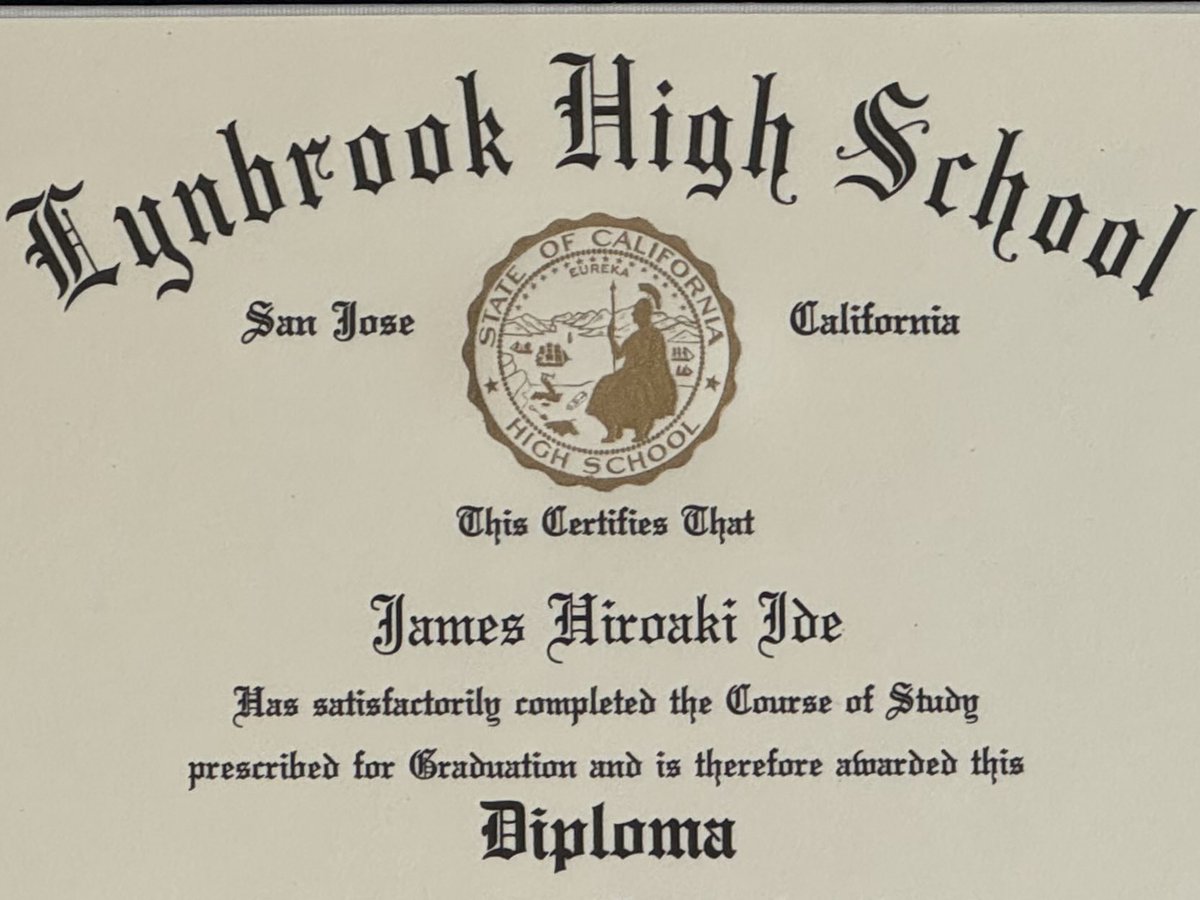 Lynbrook High School
San Jose
California
STATE OF CALIFORNIA
EUREKA
HIGH SCHOOL
This Certifies That
James Hiroaki Ide
Has satisfactorily completed the Course of Study
prescribed for Graduation and is therefore awarded this
Diploma